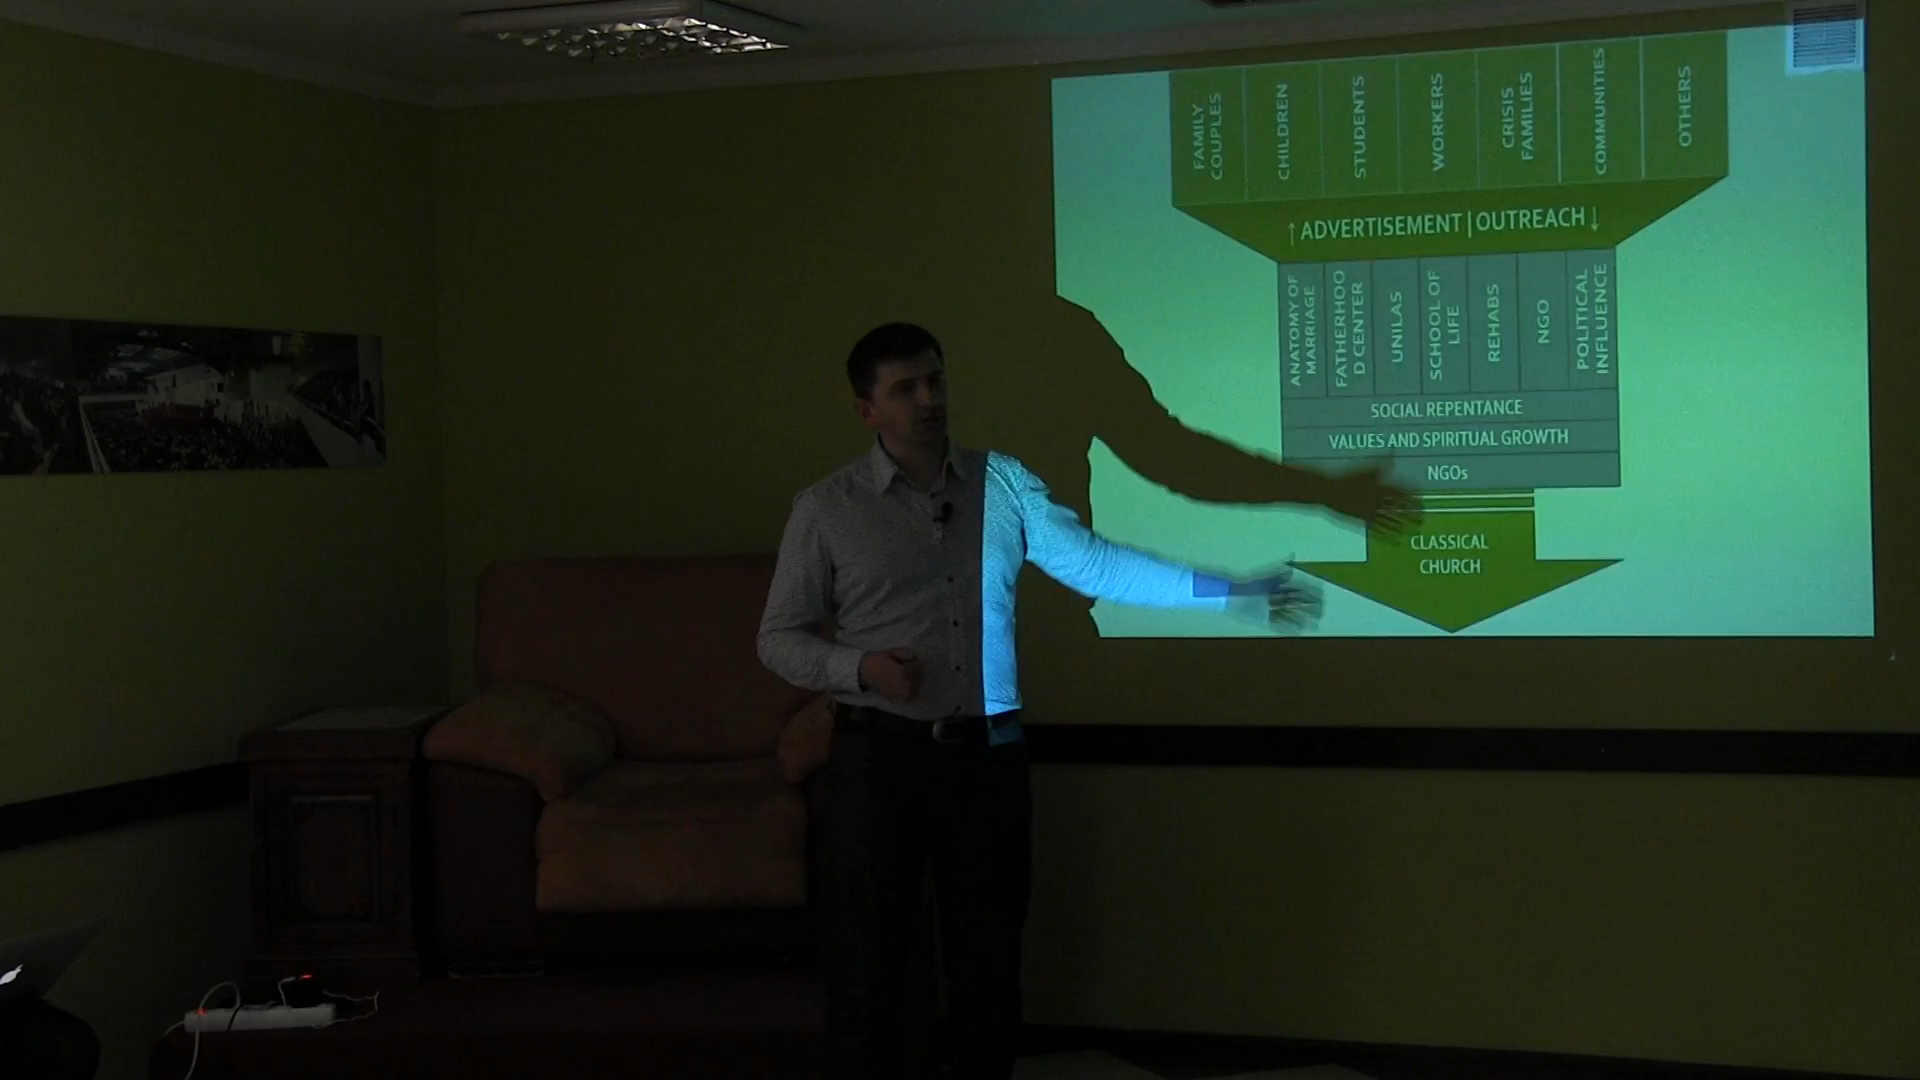 FAMILY
COUPLES
CHILDREN
STUDENTS
WORKERS
CRISIS
FAMILIES
COMMUNITIES
OTHERS
↑ ADVERTISEMENT | OUTREACH ↓
ANATOMY OF
MARRIAGE
FATHERHOO
D CENTER
UNILAS
SCHOOL OF
LIFE
REHABS
NGO
POLITICAL
INFLUENCE
SOCIAL REPENTANCE
VALUES AND SPIRITUAL GROWTH
NGOs
CLASSICAL
CHURCH